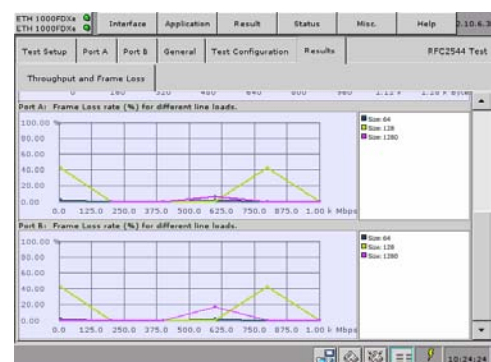 ETH 1000FDXa
ETH 1000FDXa
Interface
Application
Result
Status
Misc.
Help
2.10.6.3
Test Setup
Port A
Port B
General
Test Configuration
Results
RFC2544 Test
Throughput and Frame Loss
Port A: Frame Loss rate (%) for different line loads.
100.00 %
80.00
60.00
40.00
20.00
0.00
0.0 125.0 250.0 375.0 500.0 625.0 750.0 875.0 1.00 k Mbps
Size: 64
Size: 128
Size: 1280
Port B: Frame Loss rate (%) for different line loads.
100.00 %
80.00
60.00
40.00
20.00
0.00
0.0 125.0 250.0 375.0 500.0 625.0 750.0 875.0 1.00 k Mbps
Size: 64
Size: 128
Size: 1280
10:24:24